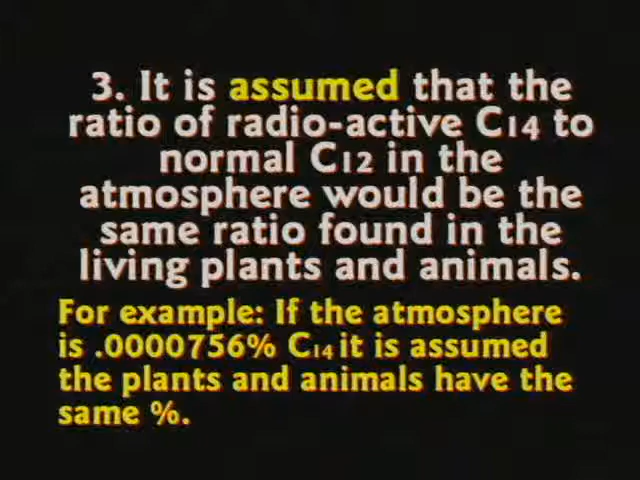 3. It is assumed that the
ratio of radio-active C14 to
normal C12 in the
atmosphere would be the
same ratio found in the
living plants and animals.
For example: If the atmosphere
is .0000756% C14 it is assumed
the plants and animals have the
same %.